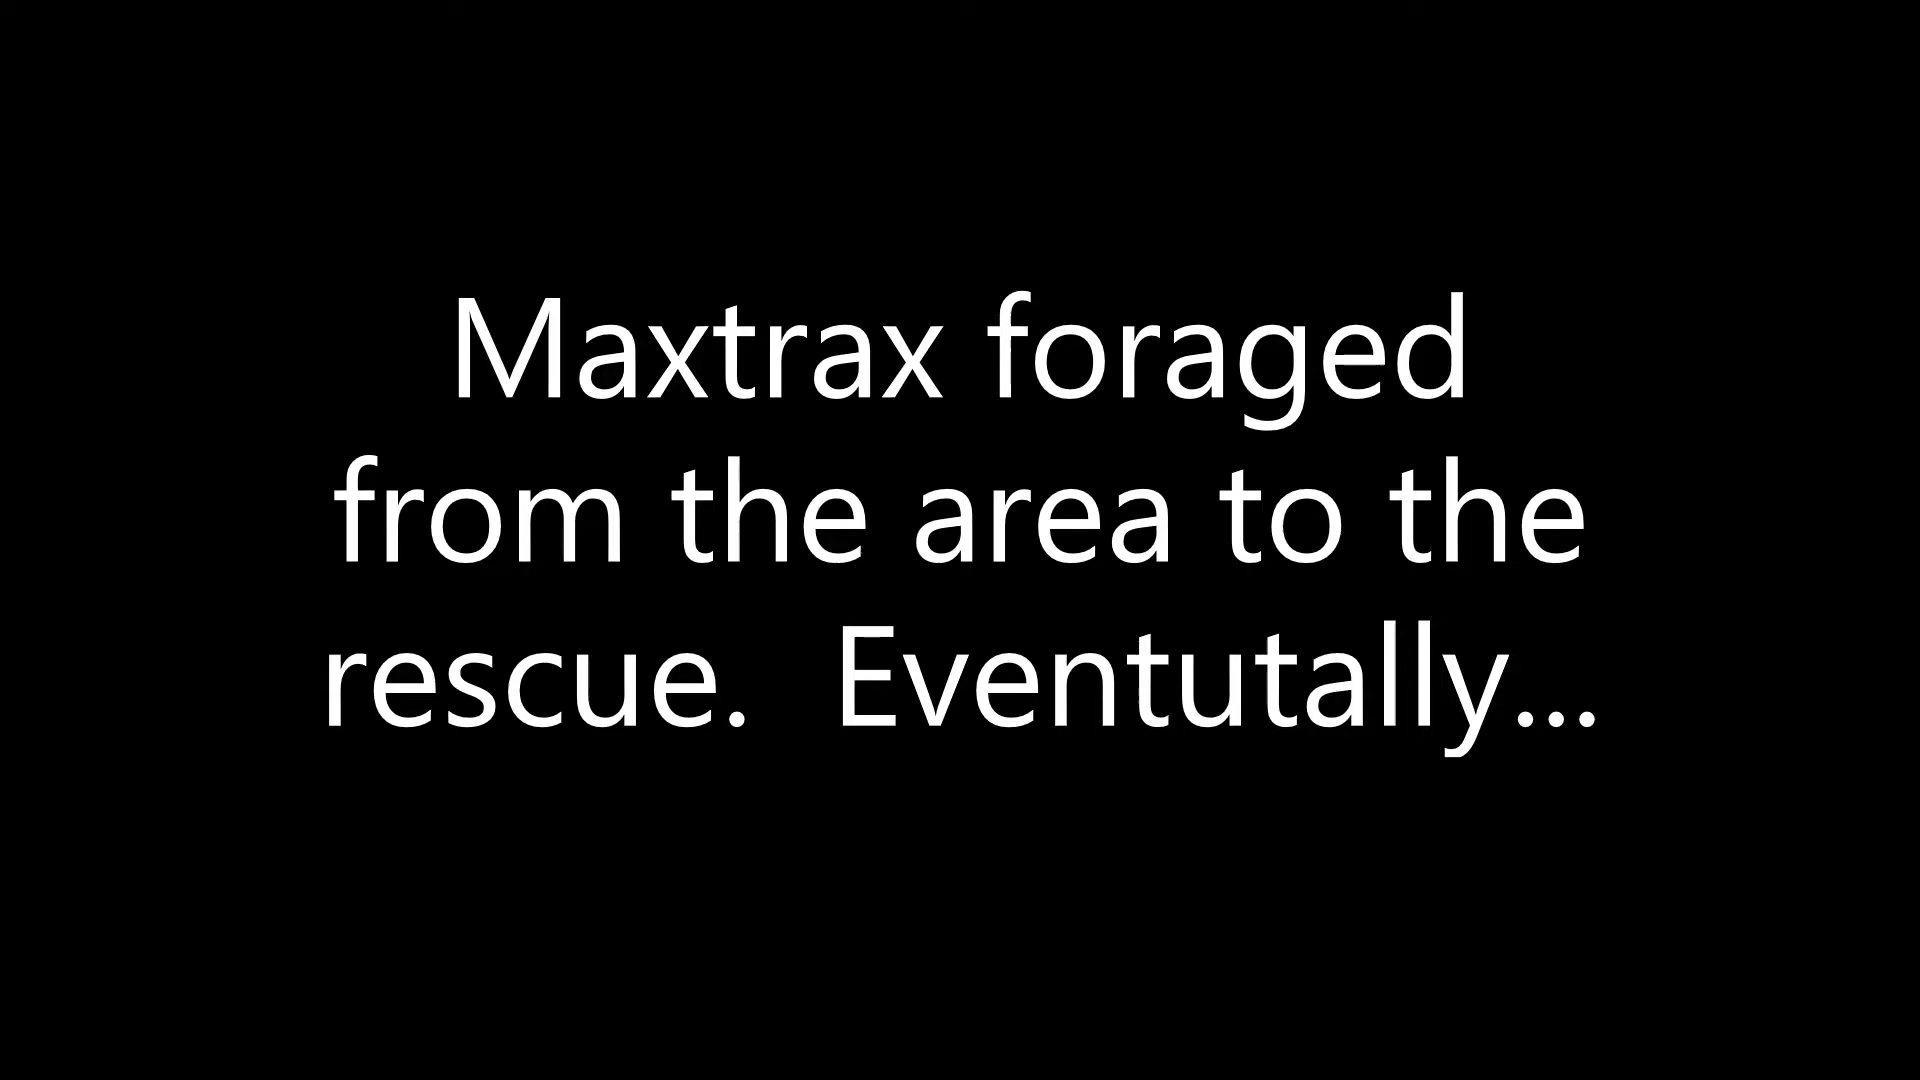 Maxtrax foraged
from the area to the
rescue.  Eventutally...